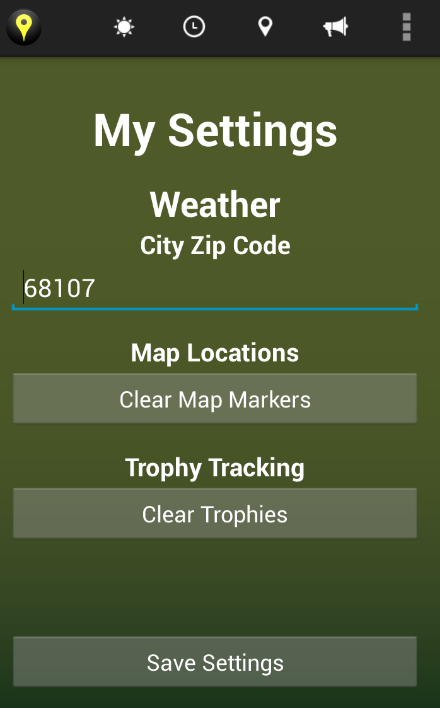 My Settings
Weather
City Zip Code
68107
Map Locations
Clear Map Markers
Trophy Tracking
Clear Trophies
Save Settings